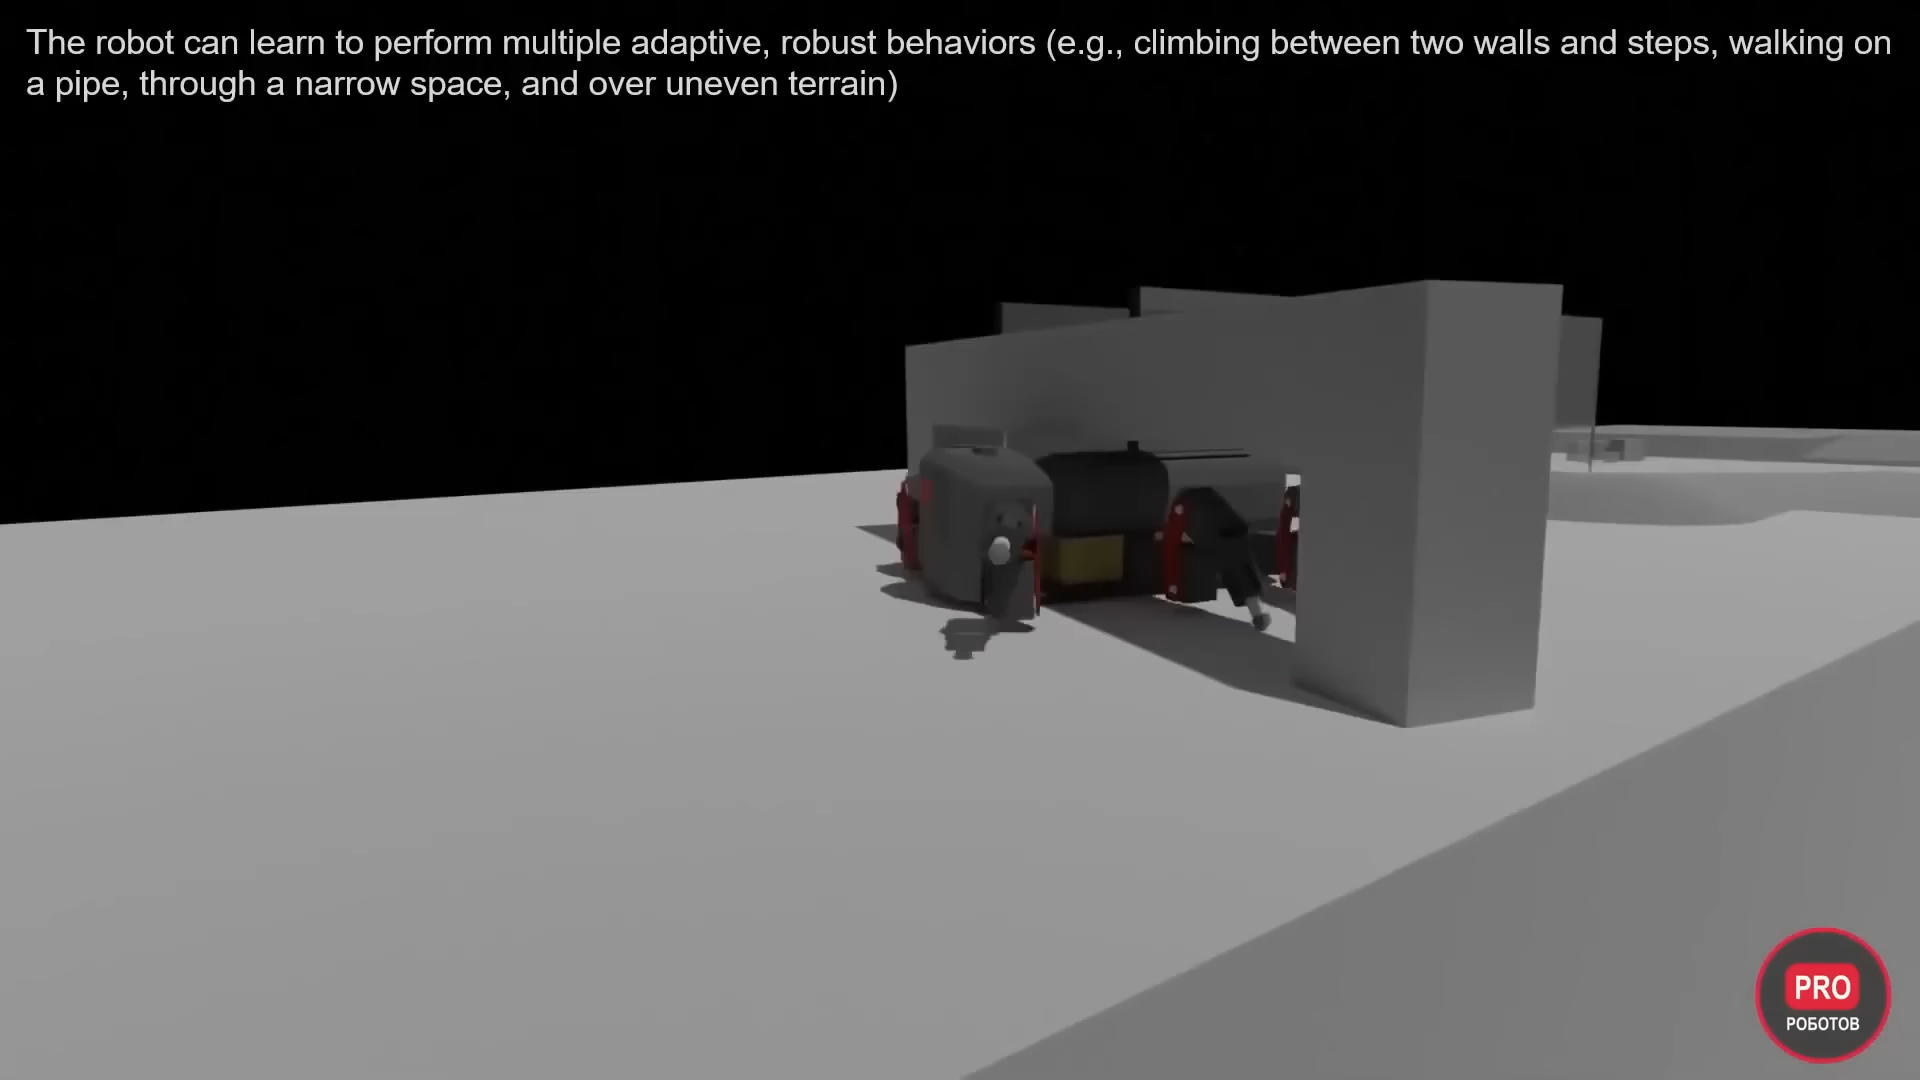 The robot can learn to perform multiple adaptive, robust behaviors (e.g., climbing between two walls and steps, walking on
a pipe, through a narrow space, and over uneven terrain)
PRO
РОБОТОВ